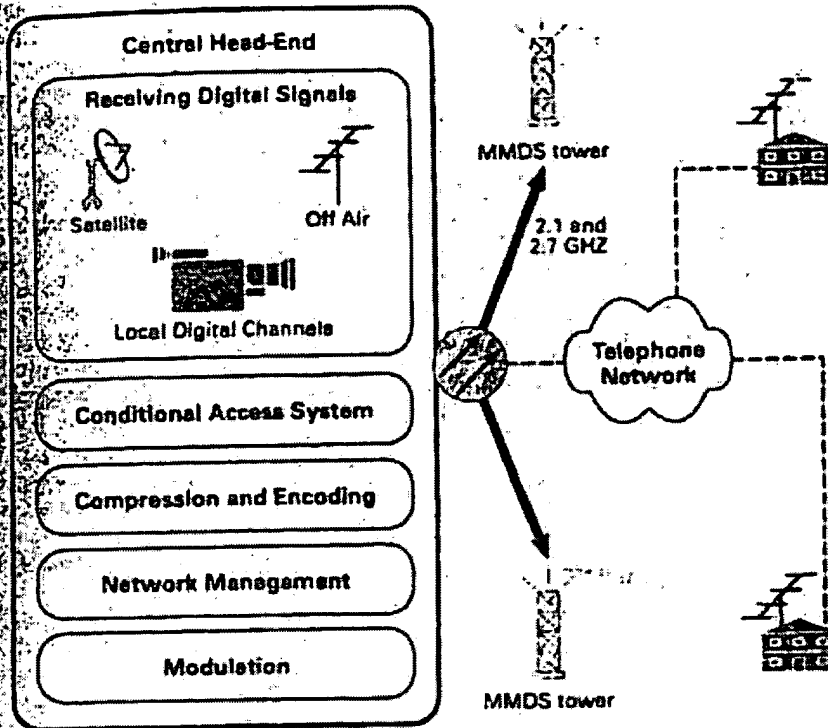 Central Head-End
Receiving Digital Signals
Satellite
Off Air
Local Digital Channels
Conditional Access System
Compression and Encoding
Network Management
Modulation
MMDS tower
2.1 and
2.7 GHZ
Telephone
Network
MMDS tower